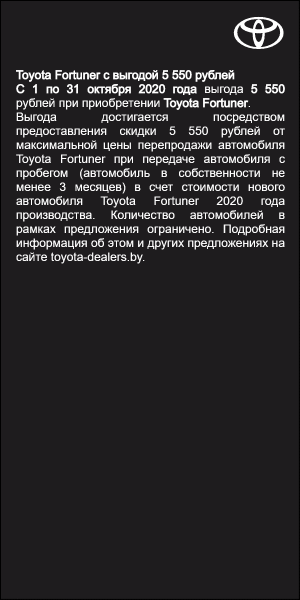 Toyota Fortuner с выгодой 5 550 рублей
С 1 по 31 октября 2020 года выгода 5 550
рублей при приобретении Toyota Fortuner.
Выгода достигается посредством
предоставления скидки 5 550 рублей от
максимальной цены перепродажи автомобиля
Toyota Fortuner при передаче автомобиля с
пробегом (автомобиль в собственности не
менее 3 месяцев) в счет стоимости нового
автомобиля Toyota Fortuner 2020 года
производства. Количество автомобилей в
рамках предложения ограничено. Подробная
информация об этом и других предложениях на
сайте toyota-dealers.by.